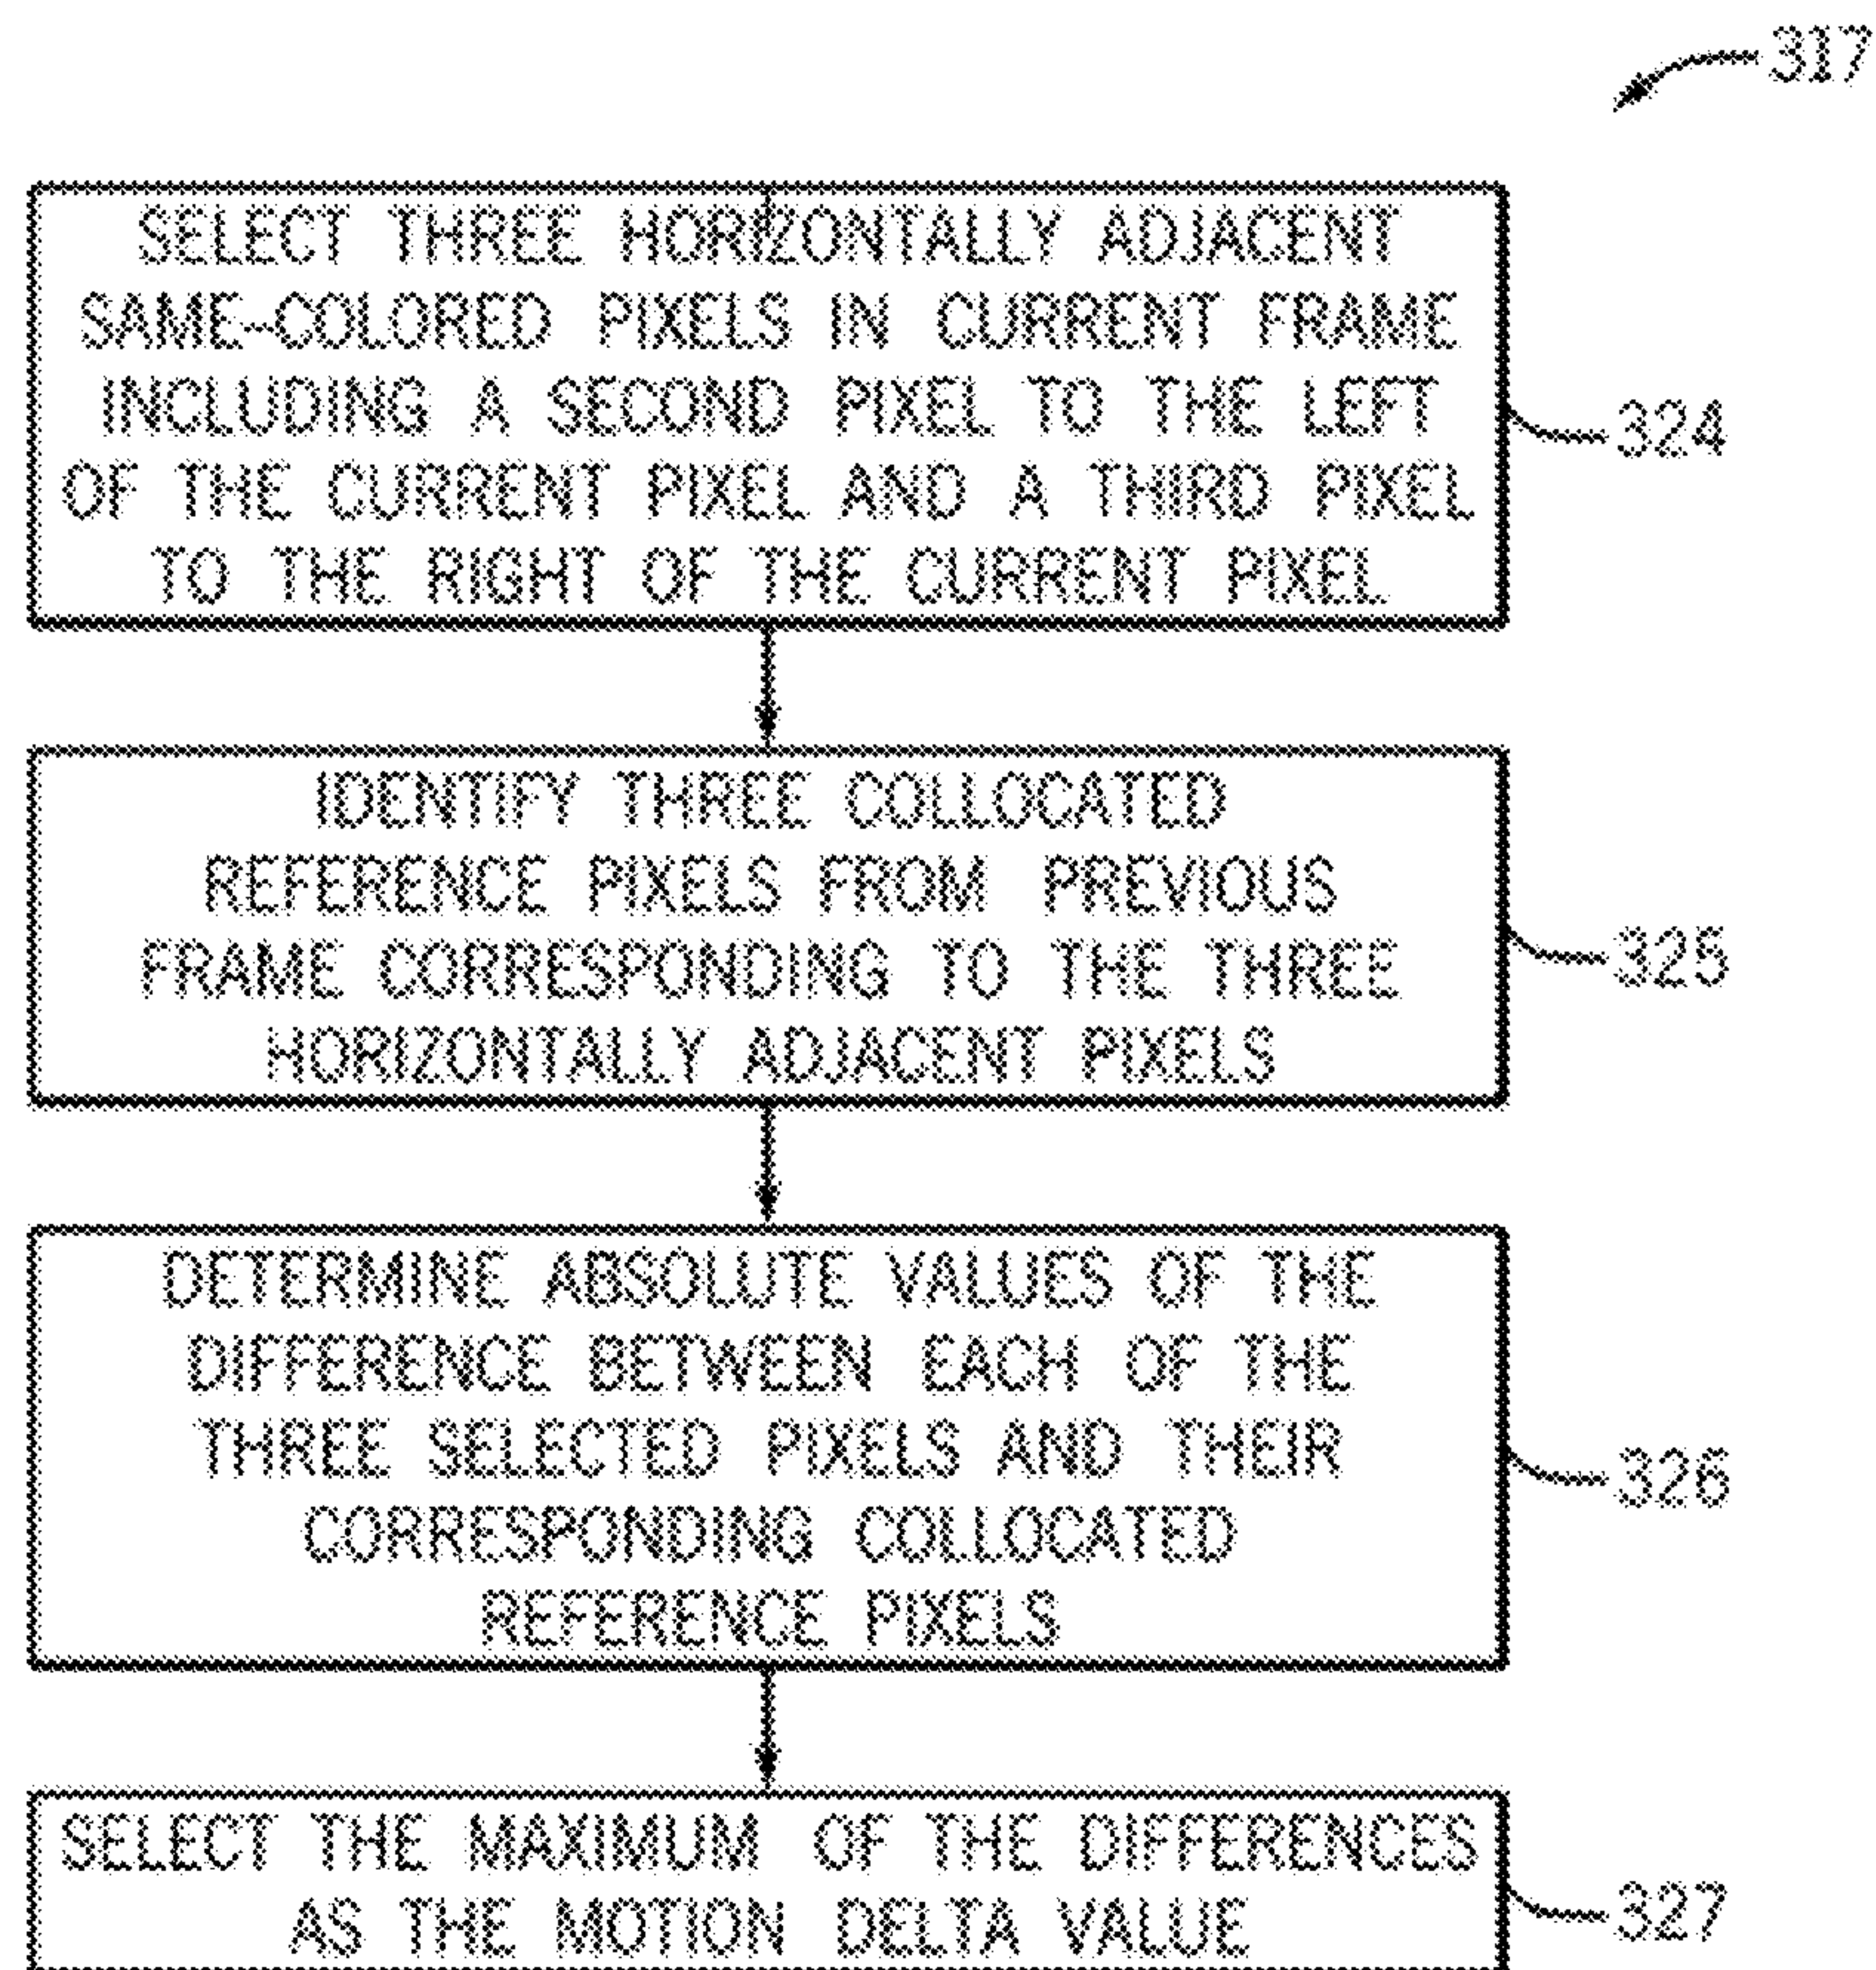 317
SELECT THREE HORIZONTALLY ADJACENT
SAME-COLORED PIXELS IN CURRENT FRAME
INCLUDING A SECOND PIXEL TO THE LEFT
OF THE CURRENT PIXEL AND A THIRD PIXEL
TO THE RIGHT OF THE CURRENT PIXEL
324
IDENTIFY THREE COLLOCATED
REFERENCE PIXELS FROM PREVIOUS
FRAME CORRESPONDING TO THE THREE
HORIZONTALLY ADJACENT PIXELS
325
DETERMINE ABSOLUTE VALUES OF THE
DIFFERENCE BETWEEN EACH OF THE
THREE SELECTED PIXELS AND THEIR
CORRESPONDING COLLOCATED
REFERENCE PIXELS
326
SELECT THE MAXIMUM OF THE DIFFERENCES
AS THE MOTION DELTA VALUE
327